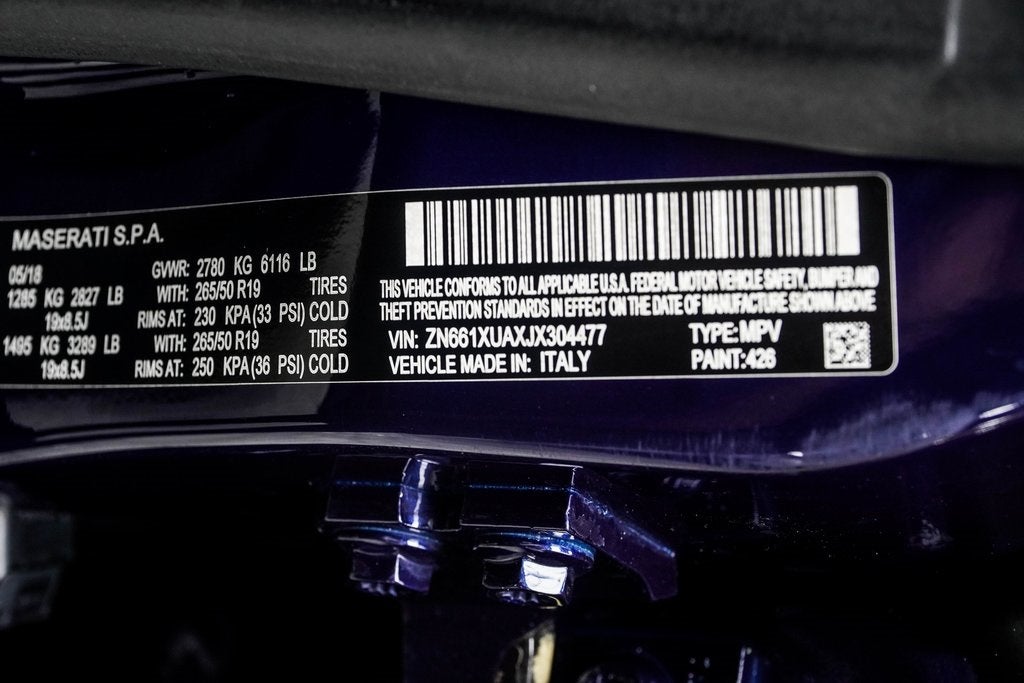 MASERATI S.P.A.
05/18 GVWR: 2780 KG 6116 LB
1285 KG 2827 LB WITH: 265/50 R19 TIRES
19x8.5J RIMS AT: 230 KPA(33 PSI) COLD
1495 KG 3289 LB WITH: 265/50 R19 TIRES
19x8.5J RIMS AT: 250 KPA(36 PSI) COLD
THIS VEHICLE CONFORMS TO ALL APPLICABLE U.S.A. FEDERAL MOTOR VEHICLE SAFETY, BUMPER AND
THEFT PREVENTION STANDARDS IN EFFECT ON THE DATE OF MANUFACTURE SHOWN ABOVE
VIN: ZN661XUAXJX304477 TYPE: MPV
VEHICLE MADE IN: ITALY PAINT: 426